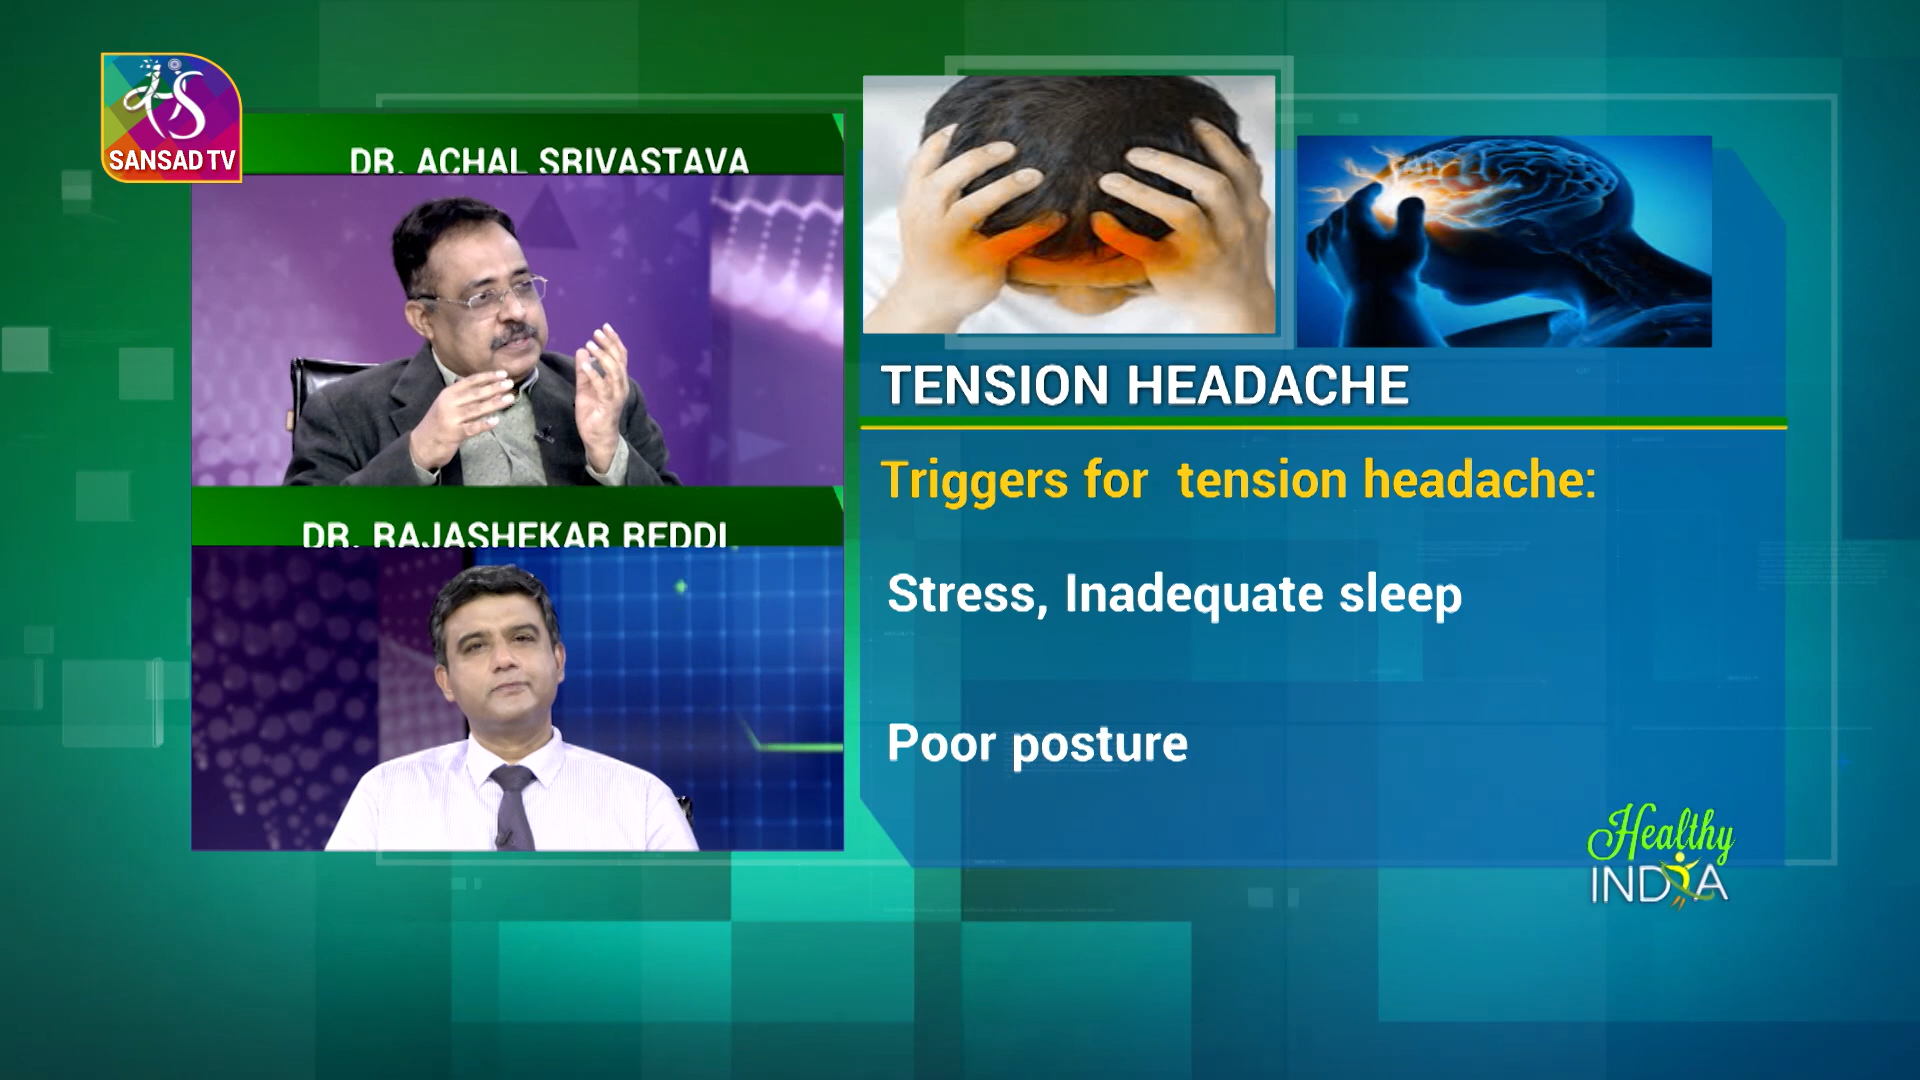 SANSAD TV
DR. ACHAL SRIVASTAVA
DR. RAJASHEKAR REDDI
TENSION HEADACHE
Triggers for tension headache:
Stress, Inadequate sleep
Poor posture
Healthy
INDIA